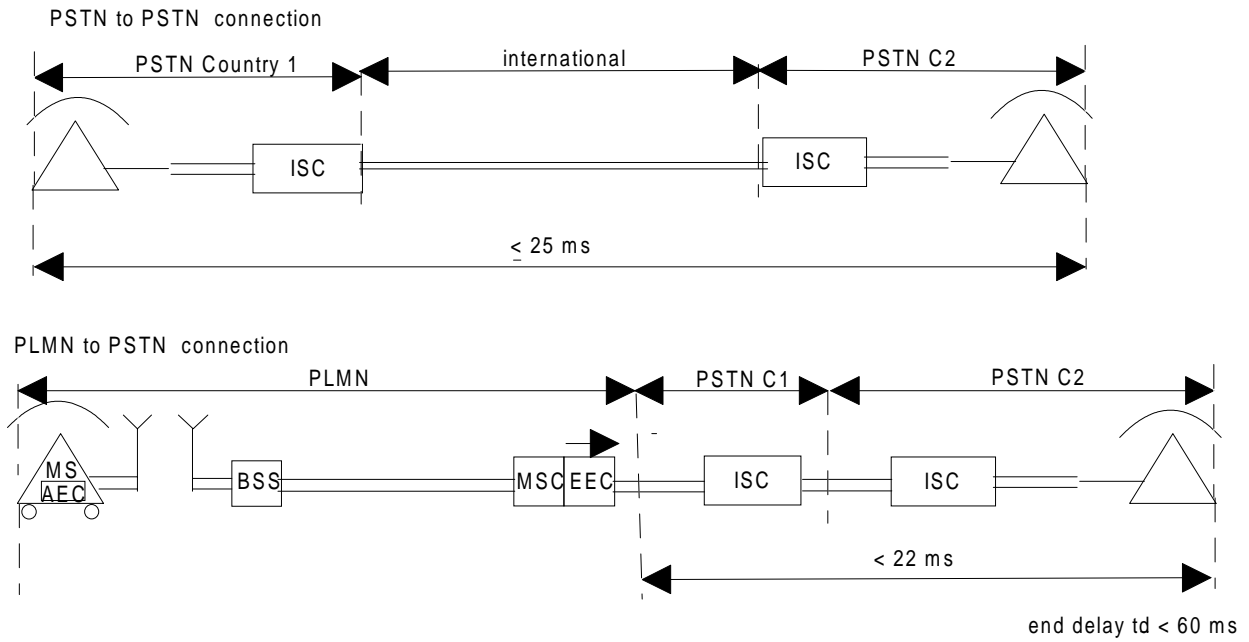 PSTN to PSTN connection
PSTN Country 1
international
PSTN C2
ISC
ISC
≤ 25 ms
PLMN to PSTN connection
PLMN
PSTN C1
PSTN C2
MS
AEC
BSS
MSC
EEC
ISC
ISC
< 22 ms
end delay td < 60 ms